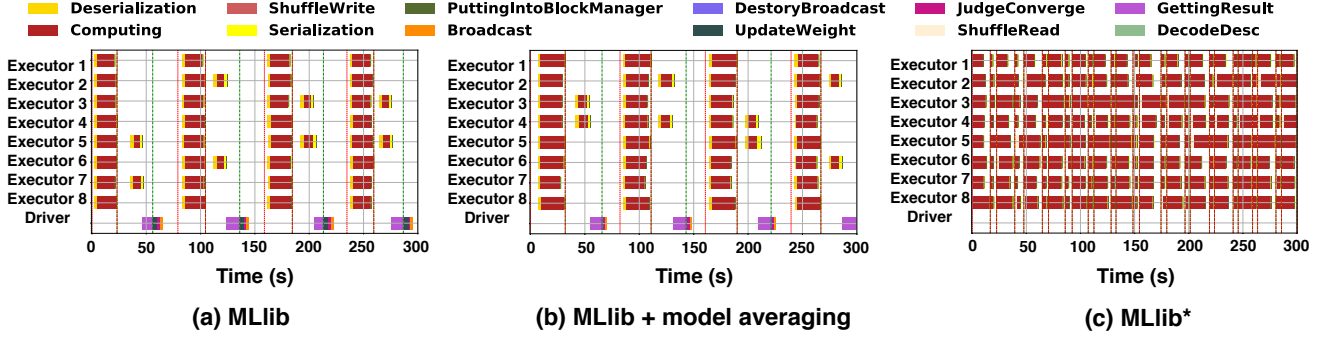 Deserialization ShuffleWrite PuttingIntoBlockManager DestoryBroadcast JudgeConverge GettingResult
Computing Serialization Broadcast UpdateWeight ShuffleRead DecodeDesc
Executor 1
Executor 2
Executor 3
Executor 4
Executor 5
Executor 6
Executor 7
Executor 8
Driver
0 50 100 150 200 250 300
Time (s)
(a) MLlib
Executor 1
Executor 2
Executor 3
Executor 4
Executor 5
Executor 6
Executor 7
Executor 8
Driver
0 50 100 150 200 250 300
Time (s)
(b) MLlib + model averaging
Executor 1
Executor 2
Executor 3
Executor 4
Executor 5
Executor 6
Executor 7
Executor 8
Driver
0 50 100 150 200 250 300
Time (s)
(c) MLlib*